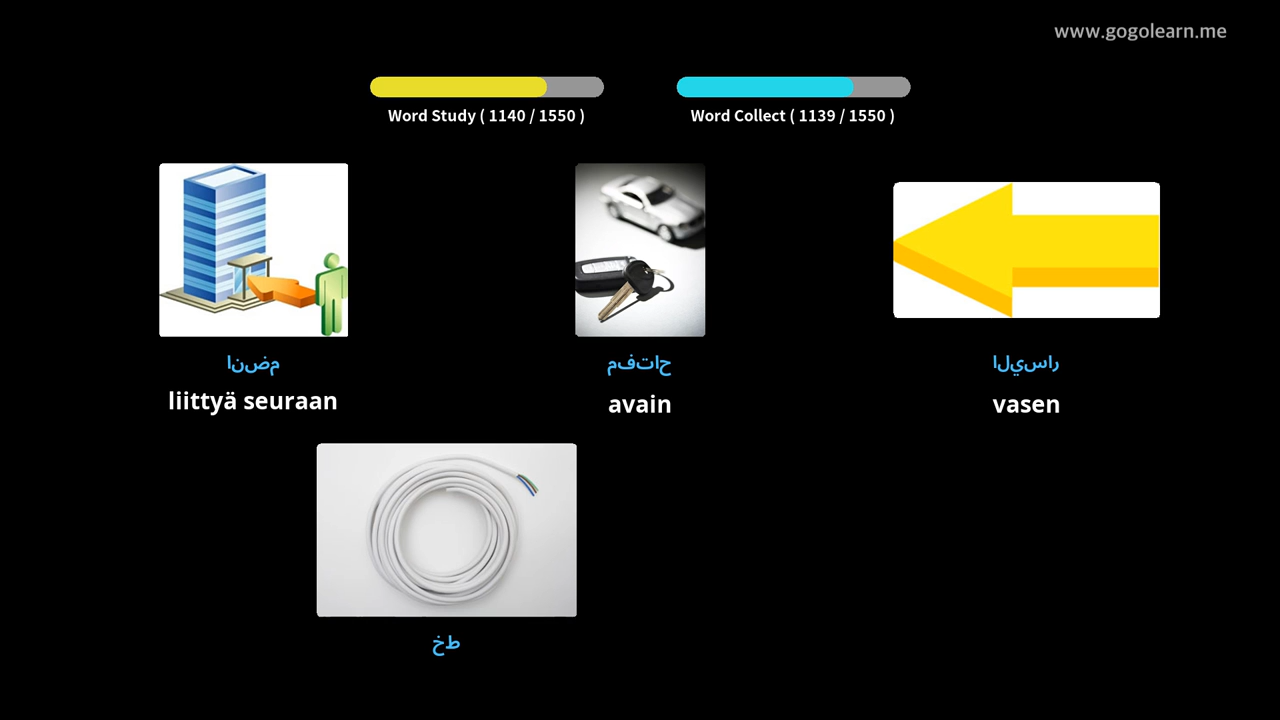 www.gogolearn.me
Word Study ( 1140 / 1550 )
Word Collect ( 1139 / 1550 )
انضم
liittyä seuraan
مفتاح
avain
اليسار
vasen
خط